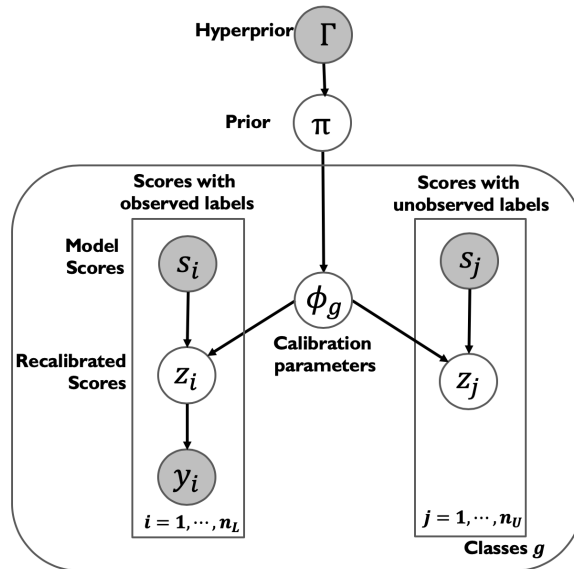 Hyperprior
Γ
Prior
π
Scores with
observed labels
Scores with
unobserved labels
Model
Scores
s_i
s_j
ϕ_g
Calibration
parameters
Recalibrated
Scores
z_i
z_j
y_i
i = 1, ⋯, n_L
j = 1, ⋯, n_U
Classes g